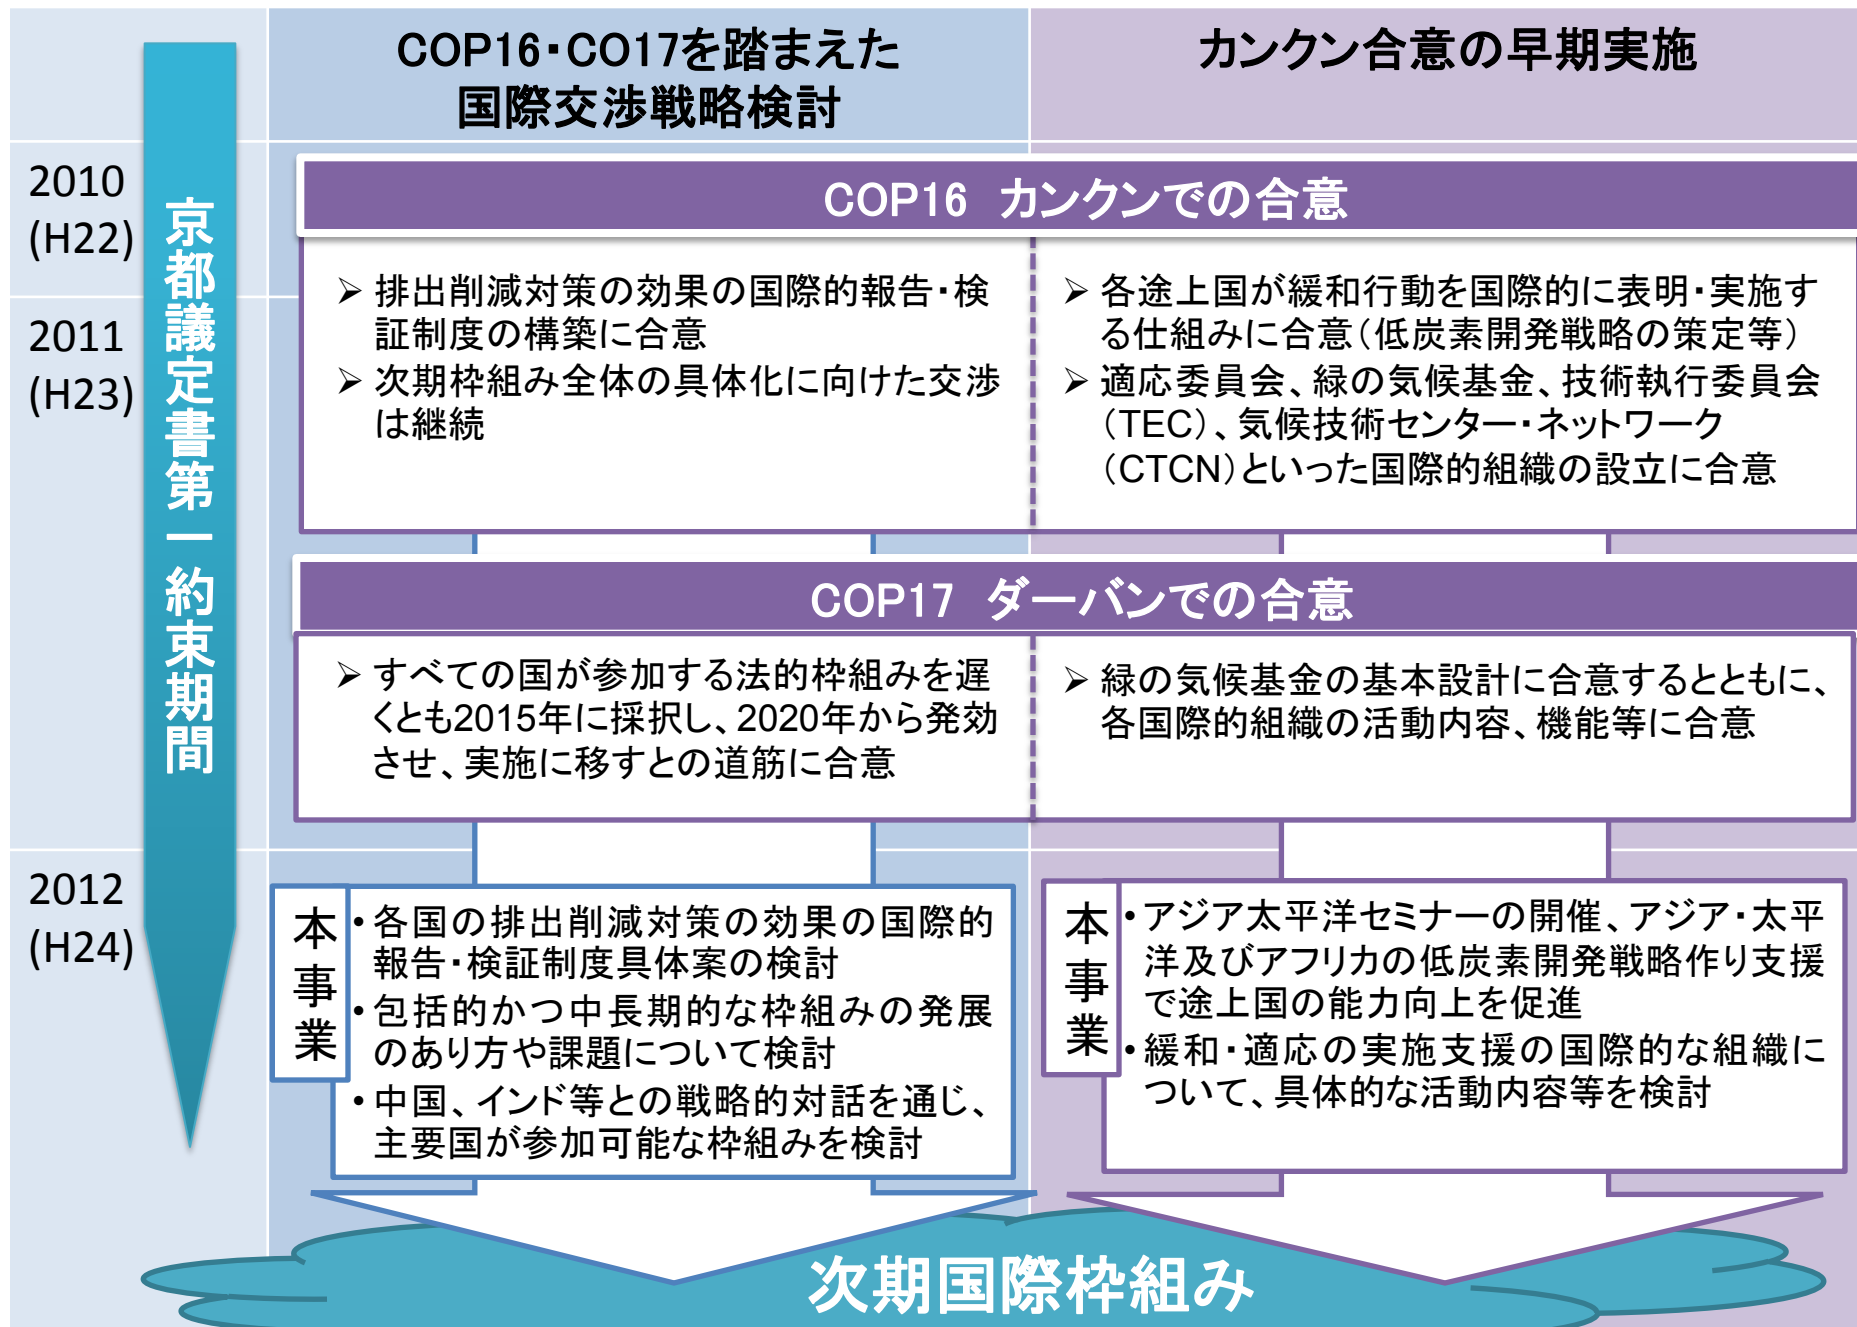 COP16・CO17を踏まえた
国際交渉戦略検討
カンクン合意の早期実施
2010
(H22)
2011
(H23)
2012
(H24)
京都議定書第一約束期間
COP16　カンクンでの合意
➢ 排出削減対策の効果の国際的報告・検
証制度の構築に合意
➢ 次期枠組み全体の具体化に向けた交渉
は継続
➢ 各途上国が緩和行動を国際的に表明・実施す
る仕組みに合意（低炭素開発戦略の策定等）
➢ 適応委員会、緑の気候基金、技術執行委員会
（TEC）、気候技術センター・ネットワーク
（CTCN）といった国際的組織の設立に合意
COP17　ダーバンでの合意
➢ すべての国が参加する法的枠組みを遅
くとも2015年に採択し、2020年から発効
させ、実施に移すとの道筋に合意
➢ 緑の気候基金の基本設計に合意するとともに、
各国際的組織の活動内容、機能等に合意
本事業
• 各国の排出削減対策の効果の国際的
報告・検証制度具体案の検討
• 包括的かつ中長期的な枠組みの発展
のあり方や課題について検討
• 中国、インド等との戦略的対話を通じ、
主要国が参加可能な枠組みを検討
本事業
• アジア太平洋セミナーの開催、アジア・太平
洋及びアフリカの低炭素開発戦略作り支援
で途上国の能力向上を促進
• 緩和・適応の実施支援の国際的な組織に
ついて、具体的な活動内容等を検討
次期国際枠組み